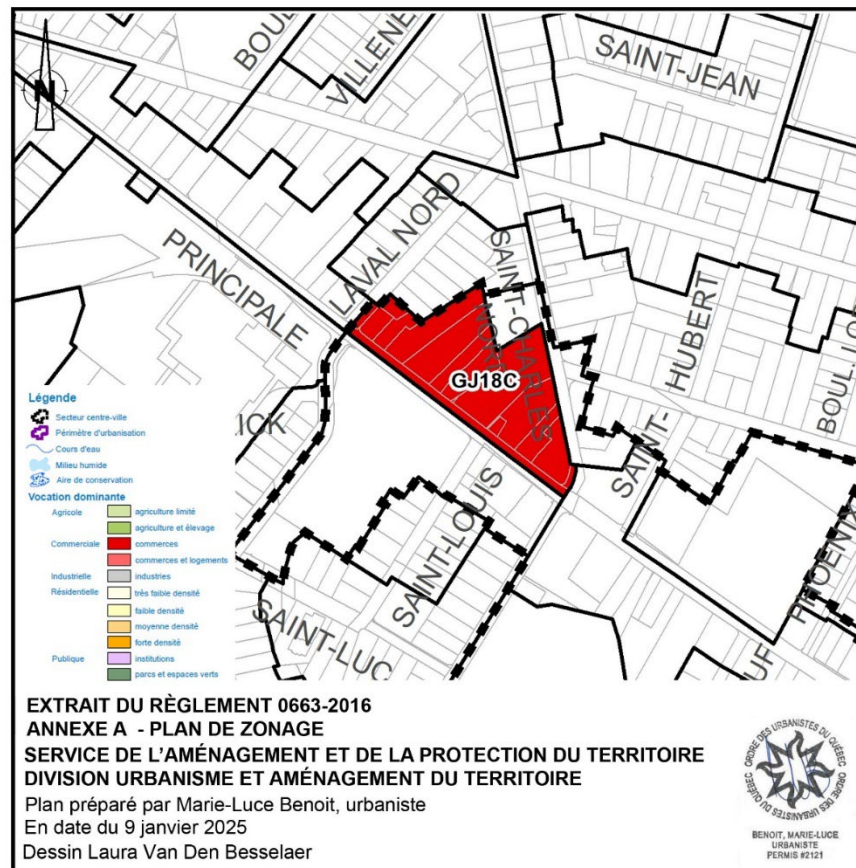 BOUL
VILLENE
SAINT-JEAN
N
LAVAL NORD
PRINCIPALE
SAINT-CHARLES
NORD
SAINT-HUBERT
GJ18C
SAINT-LOUIS
SAINT-LUC
Légende
Secteur centre-ville
Périmètre d'urbanisation
Cours d'eau
Milieu humide
Aire de conservation
Vocation dominante
Agricole agriculture limité
agriculture et élevage
Commerciale commerces
commerces et logements
Industrielle industries
Résidentielle très faible densité
faible densité
moyenne densité
forte densité
Publique institutions
parcs et espaces verts
EXTRAIT DU RÈGLEMENT 0663-2016
ANNEXE A - PLAN DE ZONAGE
SERVICE DE L'AMÉNAGEMENT ET DE LA PROTECTION DU TERRITOIRE
DIVISION URBANISME ET AMÉNAGEMENT DU TERRITOIRE
Plan préparé par Marie-Luce Benoit, urbaniste
En date du 9 janvier 2025
Dessin Laura Van Den Besselaer
ORDRE DES URBANISTES DU QUÉBEC
ORDRE DES URBANISTES DU QUÉBEC
BENOIT, MARIE-LUCE
URBANISTE
PERMIS #2121